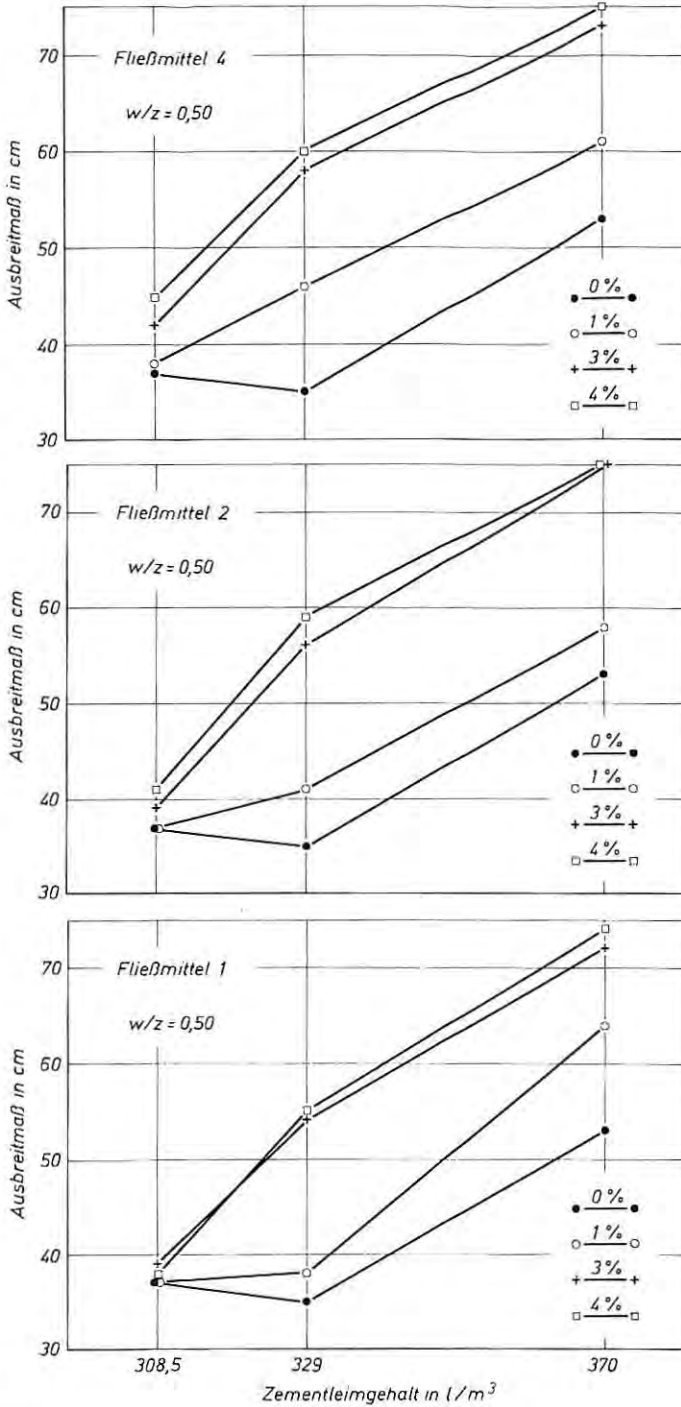 70
Fließmittel 4
w/z = 0,50
60
50
40
30
Ausbreitmaß in cm
0%
1%
3%
4%
70
Fließmittel 2
w/z = 0,50
60
50
40
30
Ausbreitmaß in cm
0%
1%
3%
4%
70
Fließmittel 1
w/z = 0,50
60
50
40
30
Ausbreitmaß in cm
0%
1%
3%
4%
308,5 329 370
Zementleimgehalt in l/m³